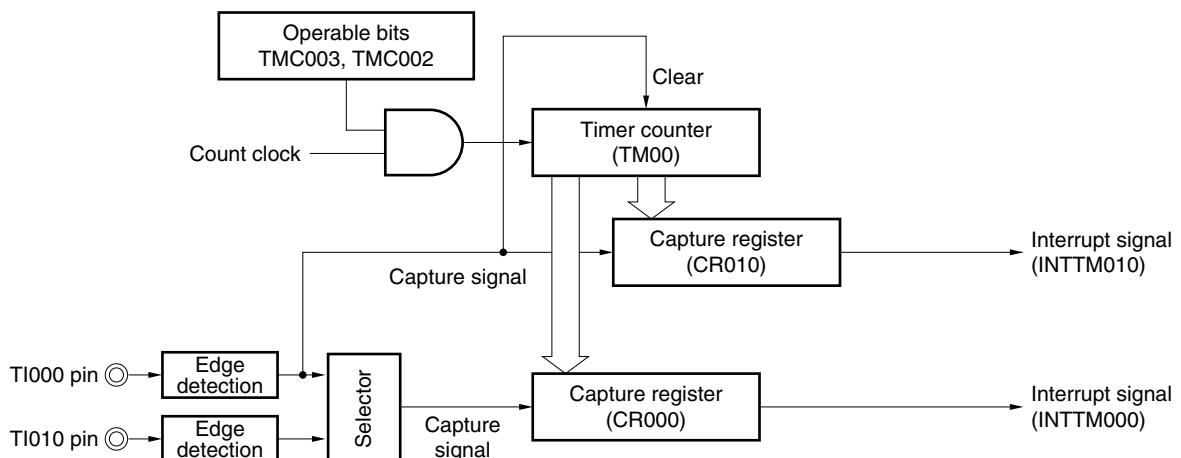 Operable bits
TMC003, TMC002
Clear
Timer counter
(TM00)
Count clock
Capture register
(CR010)
Interrupt signal
(INTTM010)
Capture signal
TI000 pin
Edge
detection
Selector
Capture register
(CR000)
Interrupt signal
(INTTM000)
TI010 pin
Edge
detection
Capture
signal